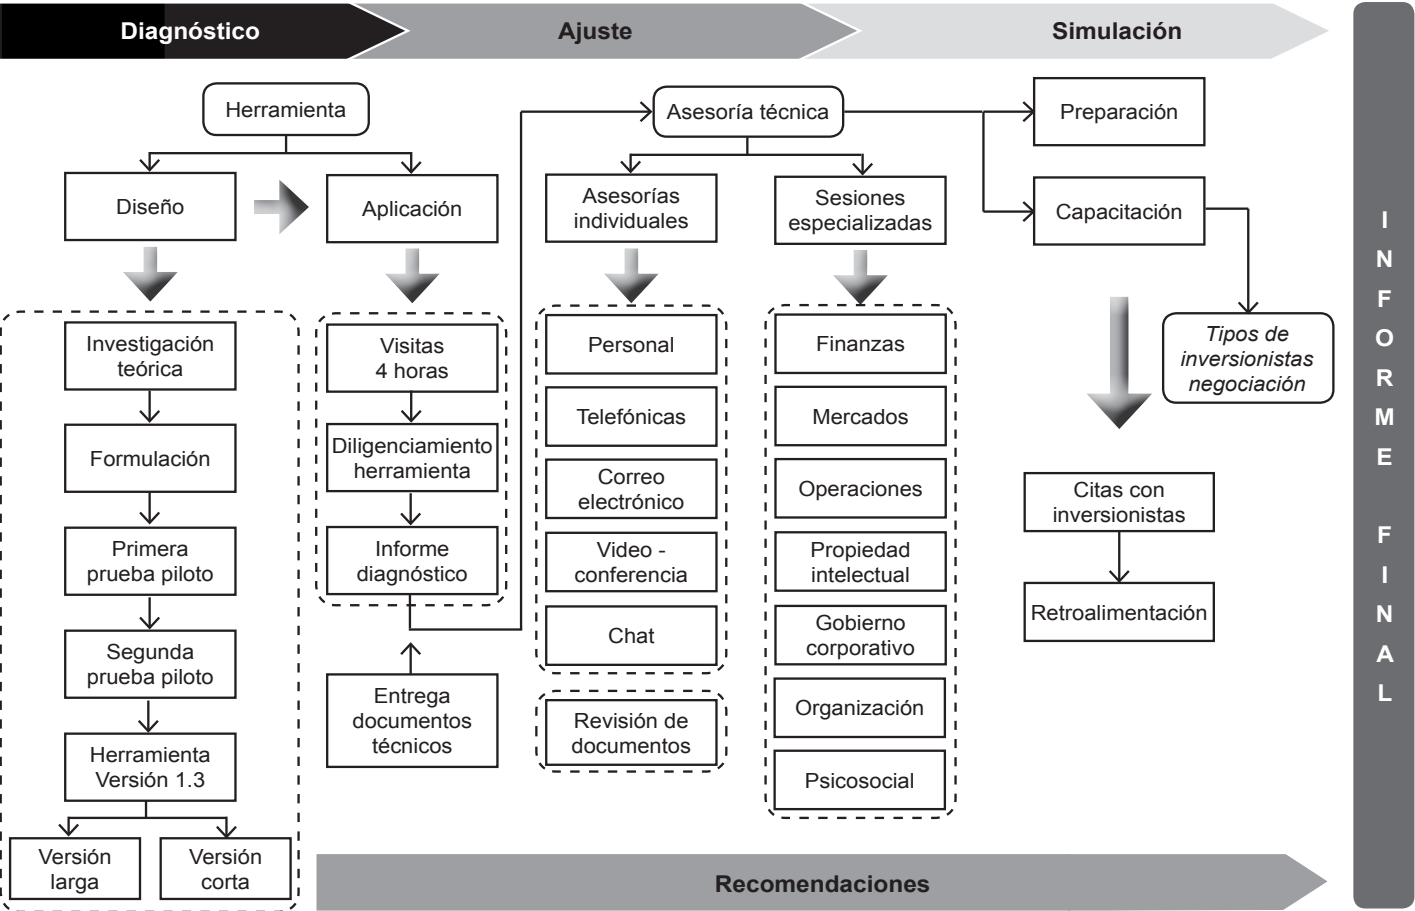 Diagnóstico
Ajuste
Simulación
Herramienta
Diseño
Aplicación
Investigación
teórica
Formulación
Primera
prueba piloto
Segunda
prueba piloto
Herramienta
Versión 1.3
Versión
larga
Versión
corta
Visitas
4 horas
Diligenciamiento
herramienta
Informe
diagnóstico
Entrega
documentos
técnicos
Asesoría técnica
Asesorías
individuales
Personal
Telefónicas
Correo
electrónico
Video -
conferencia
Chat
Revisión de
documentos
Sesiones
especializadas
Finanzas
Mercados
Operaciones
Propiedad
intelectual
Gobierno
corporativo
Organización
Psicosocial
Preparación
Capacitación
Tipos de
inversionistas
negociación
Citas con
inversionistas
Retroalimentación
Recomendaciones
INFORME FINAL